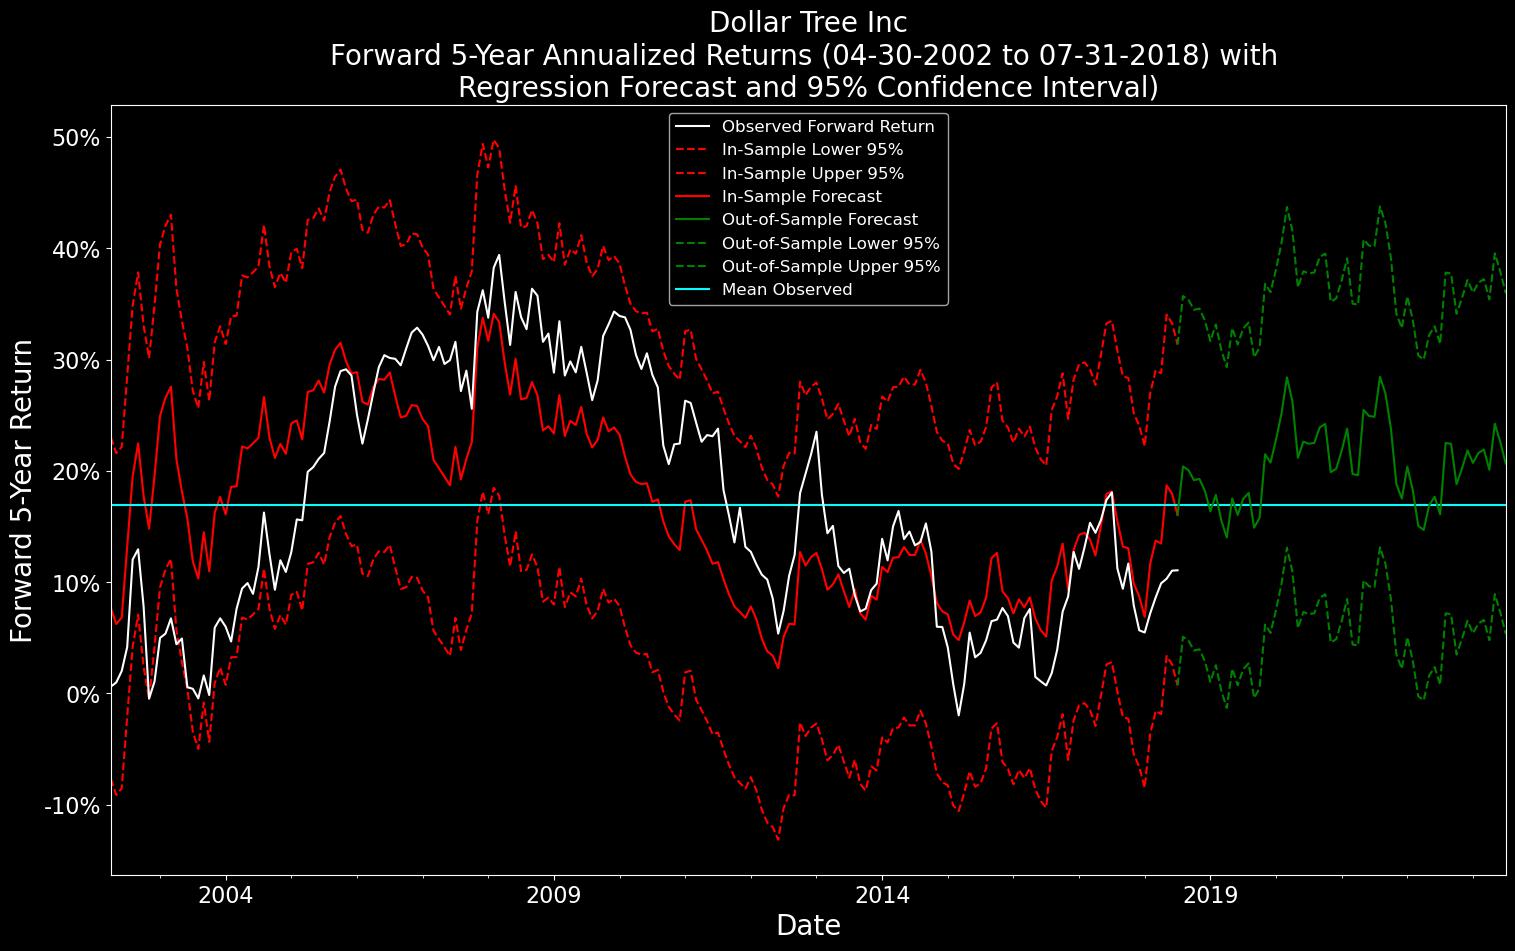 Dollar Tree Inc
Forward 5-Year Annualized Returns (04-30-2002 to 07-31-2018) with
Regression Forecast and 95% Confidence Interval)
Observed Forward Return
In-Sample Lower 95%
In-Sample Upper 95%
In-Sample Forecast
Out-of-Sample Forecast
Out-of-Sample Lower 95%
Out-of-Sample Upper 95%
Mean Observed
Forward 5-Year Return
50%
40%
30%
20%
10%
0%
-10%
2004
2009
2014
2019
Date